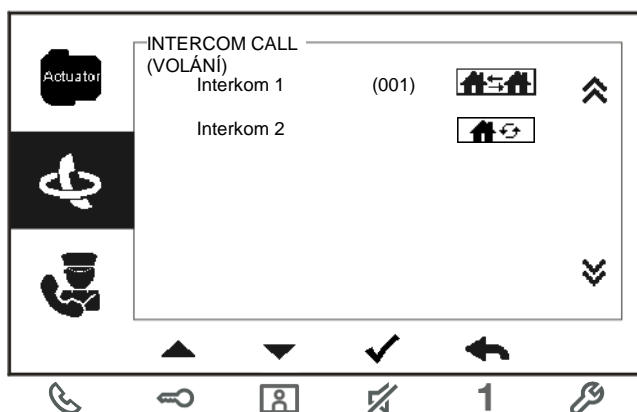 Actuator
INTERCOM CALL
(VOLÁNÍ)
Interkom 1 (001)
Interkom 2
1